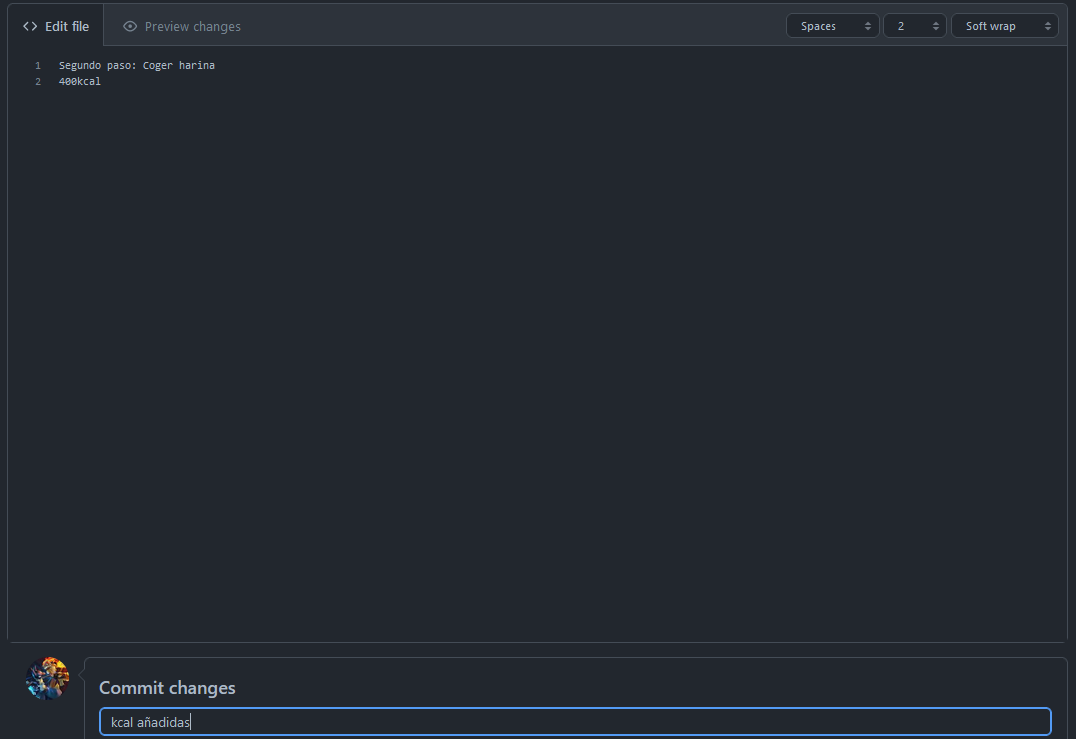 Edit file
Preview changes
Spaces
2
Soft wrap
1 Segundo paso: Coger harina
2 400kcal
Commit changes
kcal añadidas